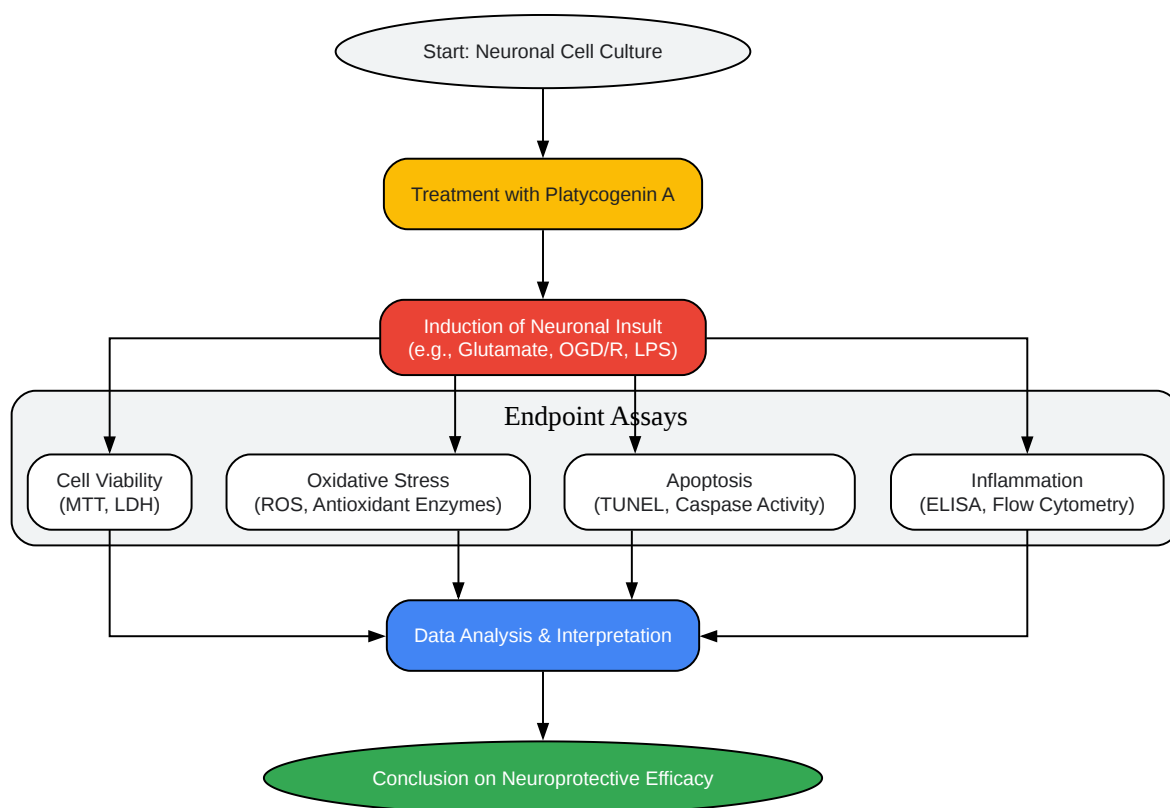 Start: Neuronal Cell Culture
Treatment with Platycogenin A
Induction of Neuronal Insult
(e.g., Glutamate, OGD/R, LPS)
Endpoint Assays
Cell Viability
(MTT, LDH)
Oxidative Stress
(ROS, Antioxidant Enzymes)
Apoptosis
(TUNEL, Caspase Activity)
Inflammation
(ELISA, Flow Cytometry)
Data Analysis & Interpretation
Conclusion on Neuroprotective Efficacy